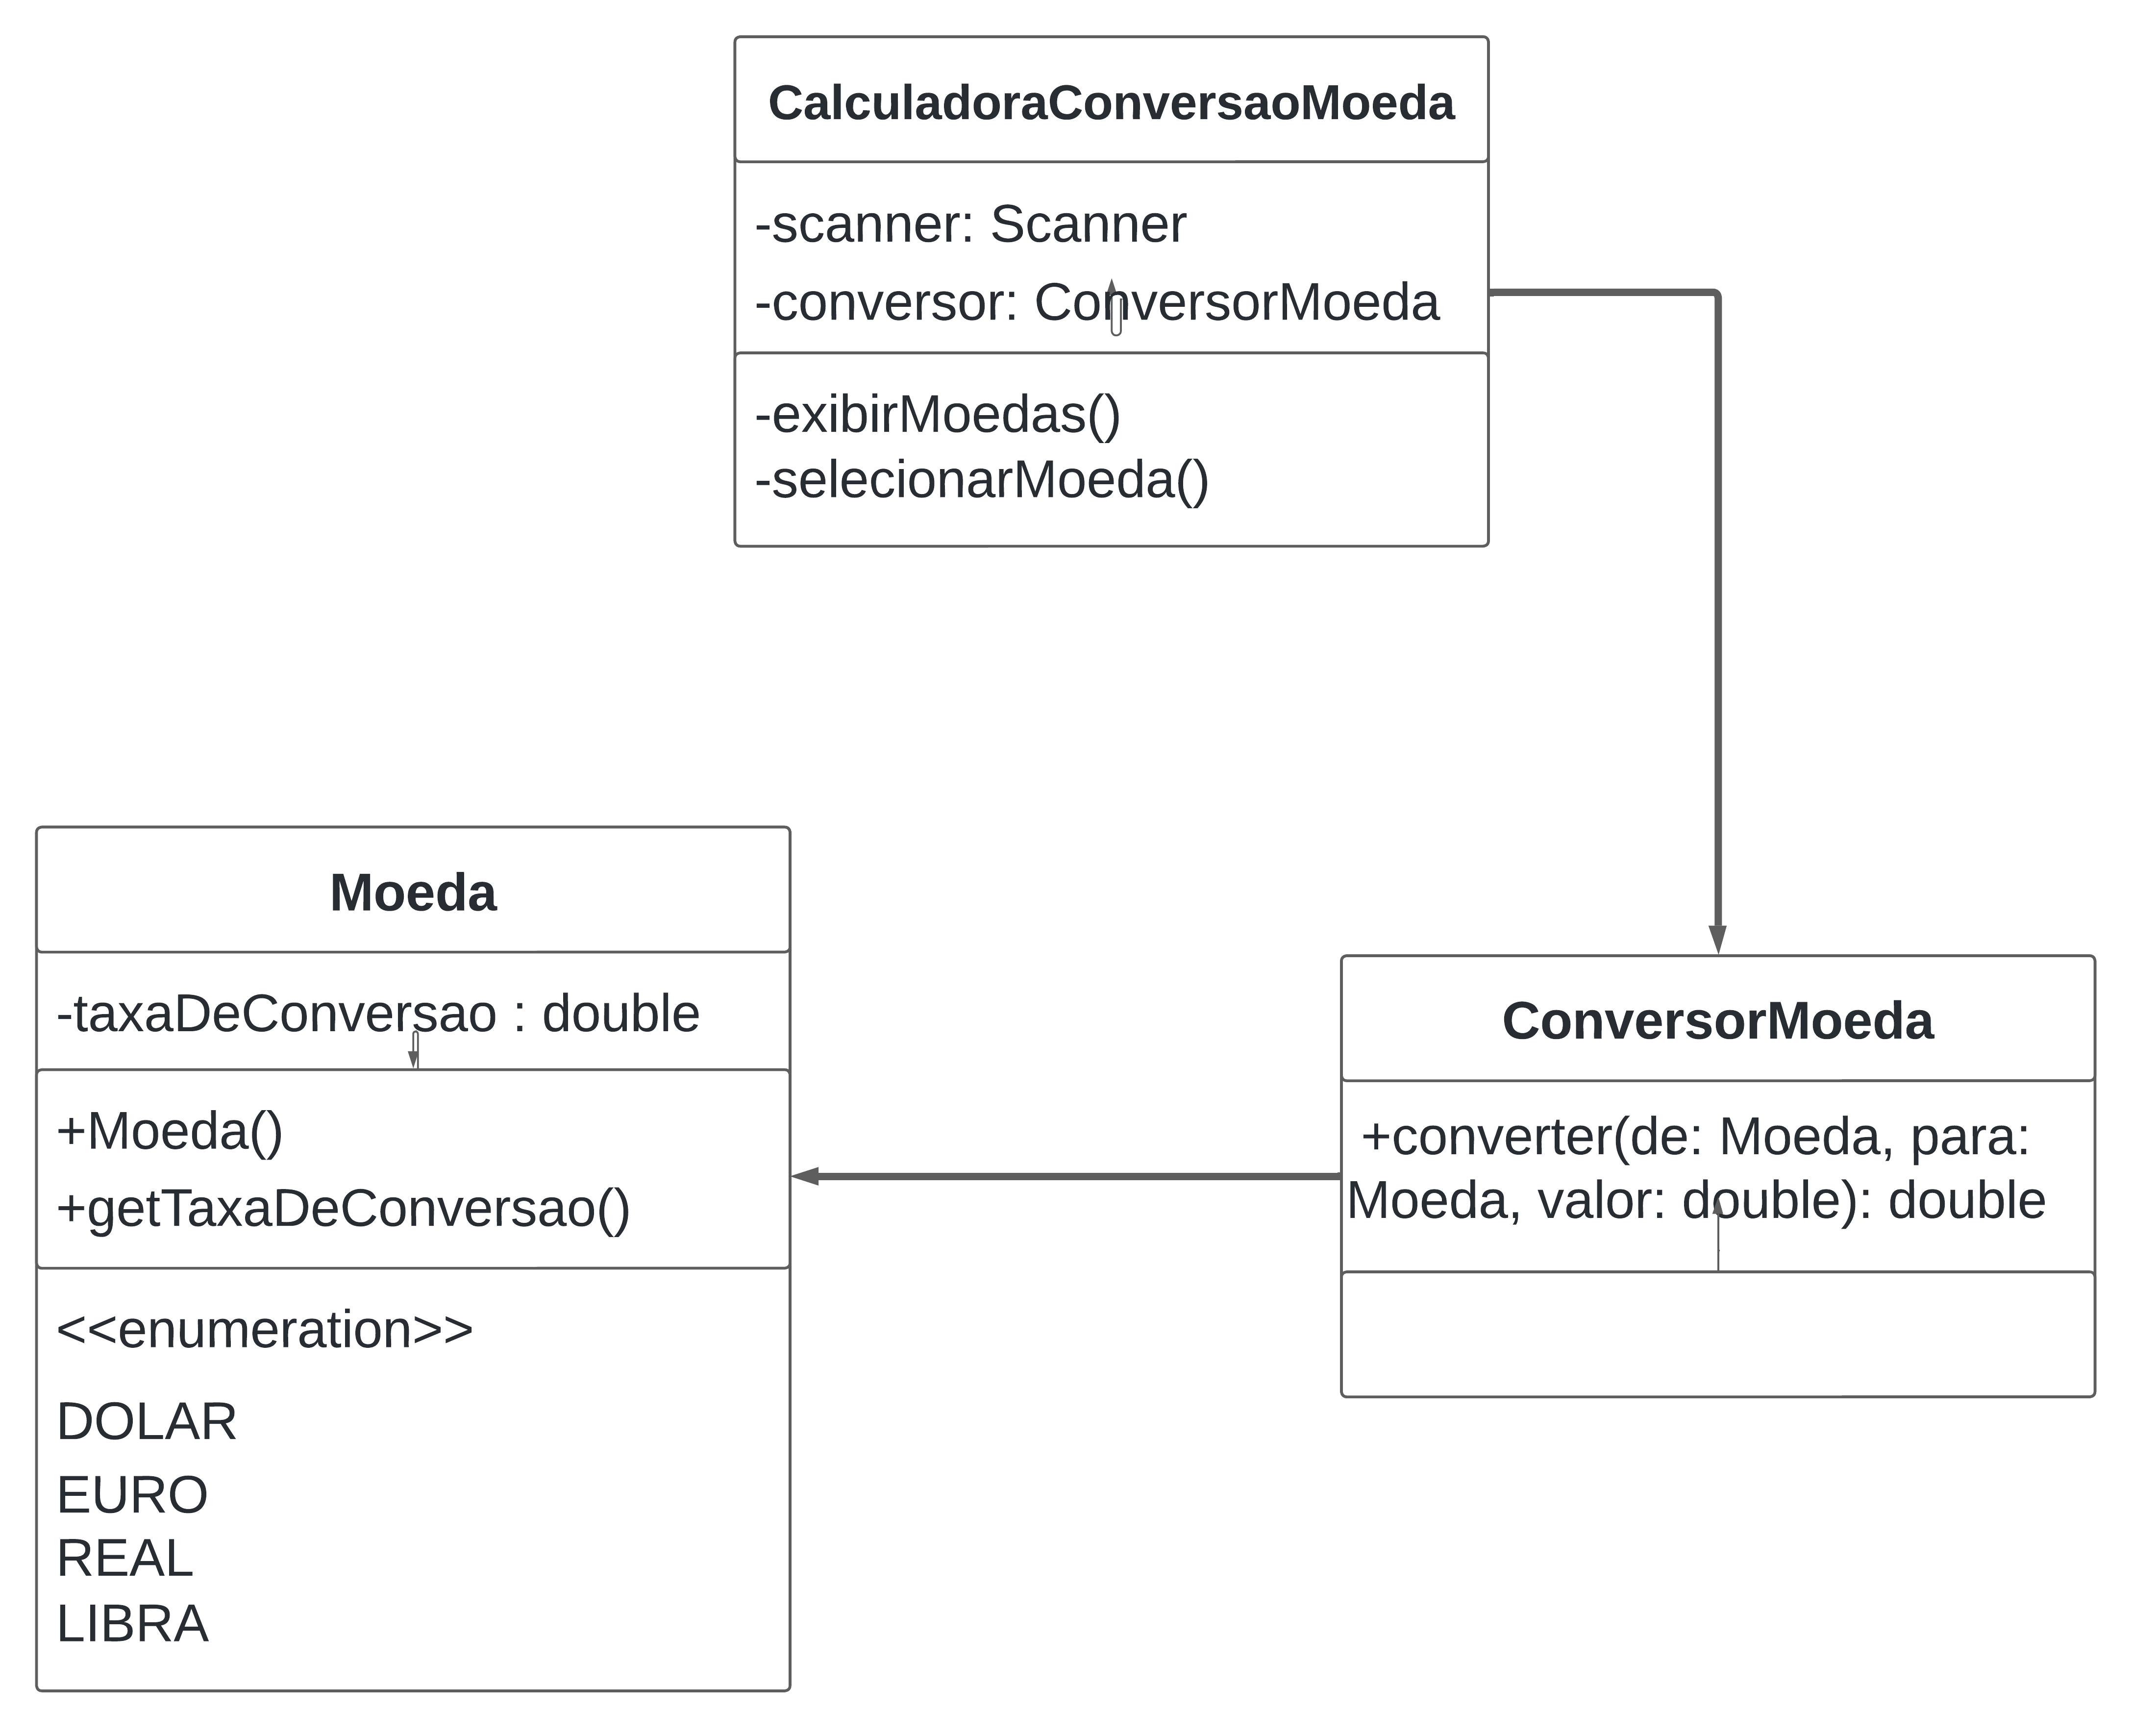 CalculadoraConversaoMoeda
-scanner: Scanner
-conversor: ConversorMoeda
-exibirMoedas()
-selecionarMoeda()
Moeda
-taxaDeConversao : double
+Moeda()
+getTaxaDeConversao()
<<enumeration>>
DOLAR
EURO
REAL
LIBRA
ConversorMoeda
+converter(de: Moeda, para:
Moeda, valor: double): double